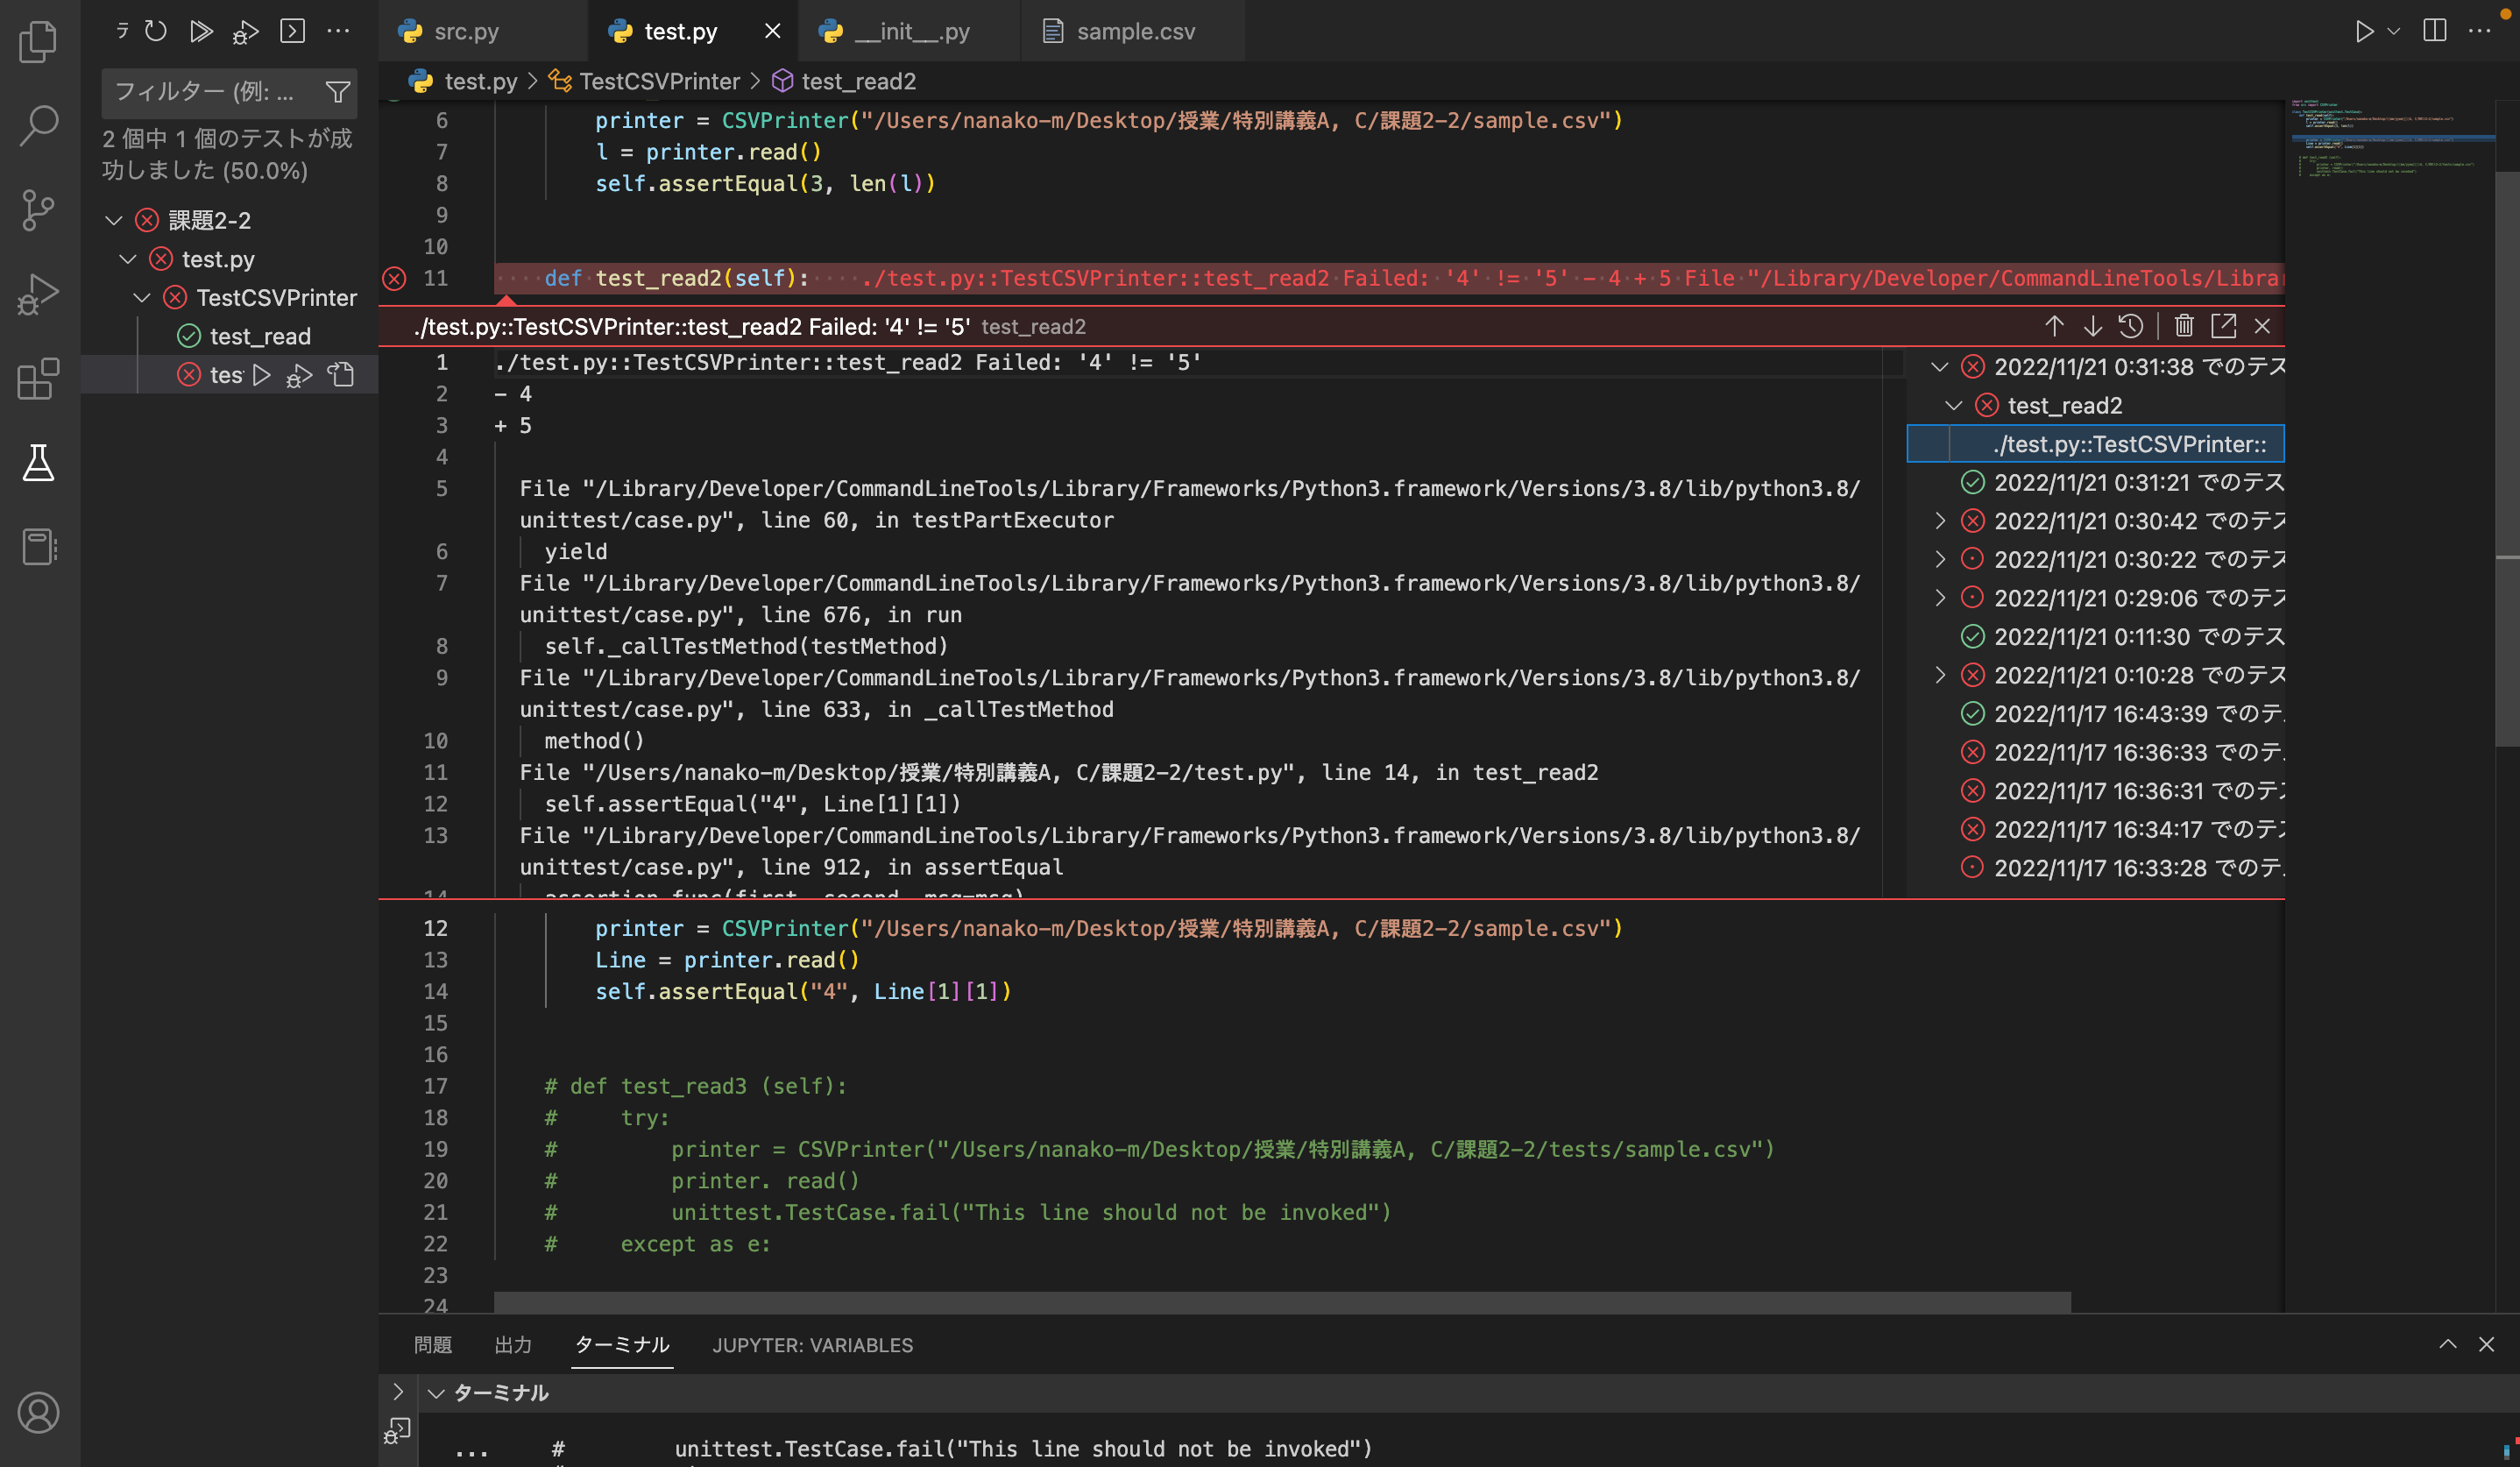 テ
フィルター (例: ...
2 個中 1 個のテストが成
功しました (50.0%)
課題2-2
test.py
TestCSVPrinter
test_read
tes
src.py
test.py
__init__.py
sample.csv
test.py > TestCSVPrinter > test_read2
6 printer = CSVPrinter("/Users/nanako-m/Desktop/授業/特別講義A, C/課題2-2/sample.csv")
7 l = printer.read()
8 self.assertEqual(3, len(l))
9
10
11 def test_read2(self): ./test.py::TestCSVPrinter::test_read2 Failed: '4' != '5' - 4 + 5 File "/Library/Developer/CommandLineTools/Librar
./test.py::TestCSVPrinter::test_read2 Failed: '4' != '5' test_read2
1 ./test.py::TestCSVPrinter::test_read2 Failed: '4' != '5'
2 - 4
3 + 5
4
5 File "/Library/Developer/CommandLineTools/Library/Frameworks/Python3.framework/Versions/3.8/lib/python3.8/
unittest/case.py", line 60, in testPartExecutor
6 yield
7 File "/Library/Developer/CommandLineTools/Library/Frameworks/Python3.framework/Versions/3.8/lib/python3.8/
unittest/case.py", line 676, in run
8 self._callTestMethod(testMethod)
9 File "/Library/Developer/CommandLineTools/Library/Frameworks/Python3.framework/Versions/3.8/lib/python3.8/
unittest/case.py", line 633, in _callTestMethod
10 method()
11 File "/Users/nanako-m/Desktop/授業/特別講義A, C/課題2-2/test.py", line 14, in test_read2
12 self.assertEqual("4", Line[1][1])
13 File "/Library/Developer/CommandLineTools/Library/Frameworks/Python3.framework/Versions/3.8/lib/python3.8/
unittest/case.py", line 912, in assertEqual
14 assertion_func(first, second, msg=msg)
2022/11/21 0:31:38 でのテス
test_read2
./test.py::TestCSVPrinter::
2022/11/21 0:31:21 でのテス
2022/11/21 0:30:42 でのテス
2022/11/21 0:30:22 でのテス
2022/11/21 0:29:06 でのテス
2022/11/21 0:11:30 でのテス
2022/11/21 0:10:28 でのテス
2022/11/17 16:43:39 でのテ
2022/11/17 16:36:33 でのテ
2022/11/17 16:36:31 でのテス
2022/11/17 16:34:17 でのテス
2022/11/17 16:33:28 でのテ
12 printer = CSVPrinter("/Users/nanako-m/Desktop/授業/特別講義A, C/課題2-2/sample.csv")
13 Line = printer.read()
14 self.assertEqual("4", Line[1][1])
15
16
17 # def test_read3 (self):
18 # try:
19 # printer = CSVPrinter("/Users/nanako-m/Desktop/授業/特別講義A, C/課題2-2/tests/sample.csv")
20 # printer. read()
21 # unittest.TestCase.fail("This line should not be invoked")
22 # except as e:
23
24
問題 出力 ターミナル JUPYTER: VARIABLES
ターミナル
... # unittest.TestCase.fail("This line should not be invoked")